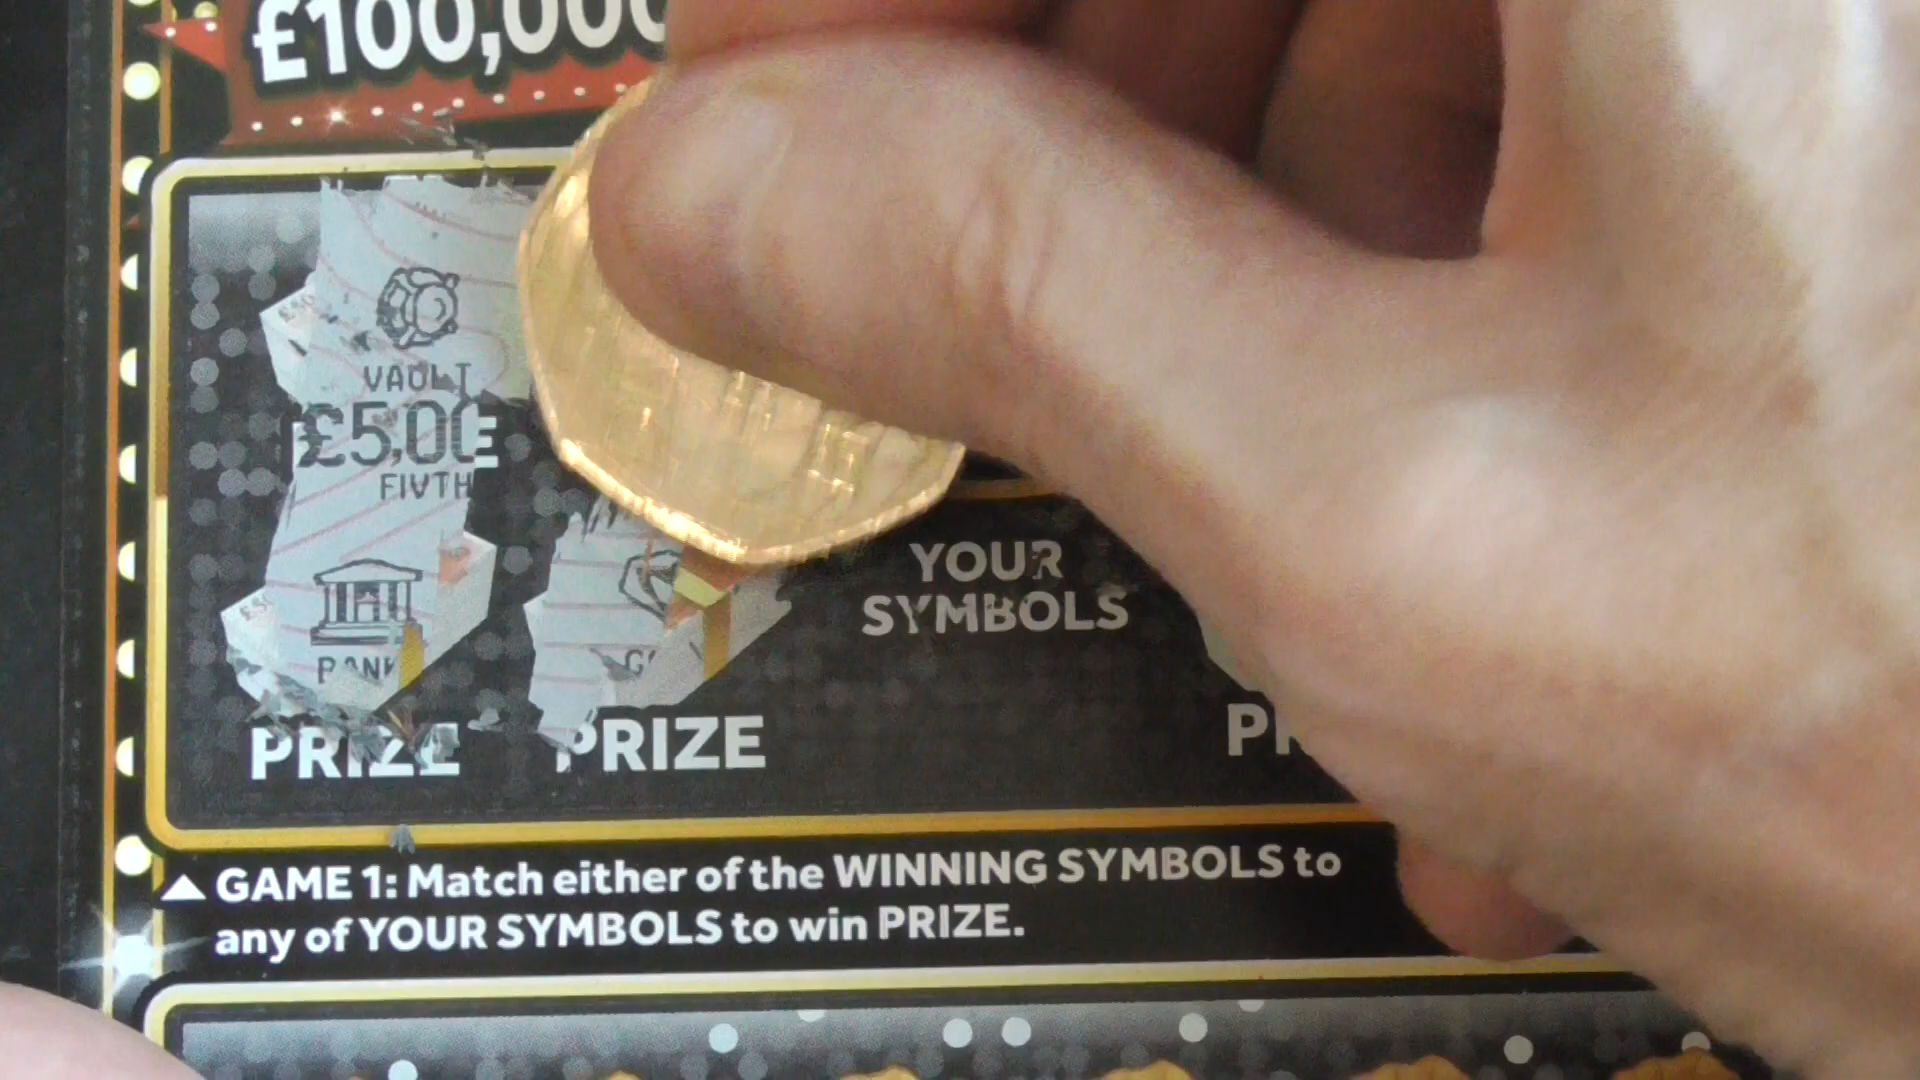 £100,000
VAULT
£5,00
FIVTH
BANK
YOUR
SYMBOLS
PRIZE
PRIZE
GAME 1: Match either of the WINNING SYMBOLS to
any of YOUR SYMBOLS to win PRIZE.